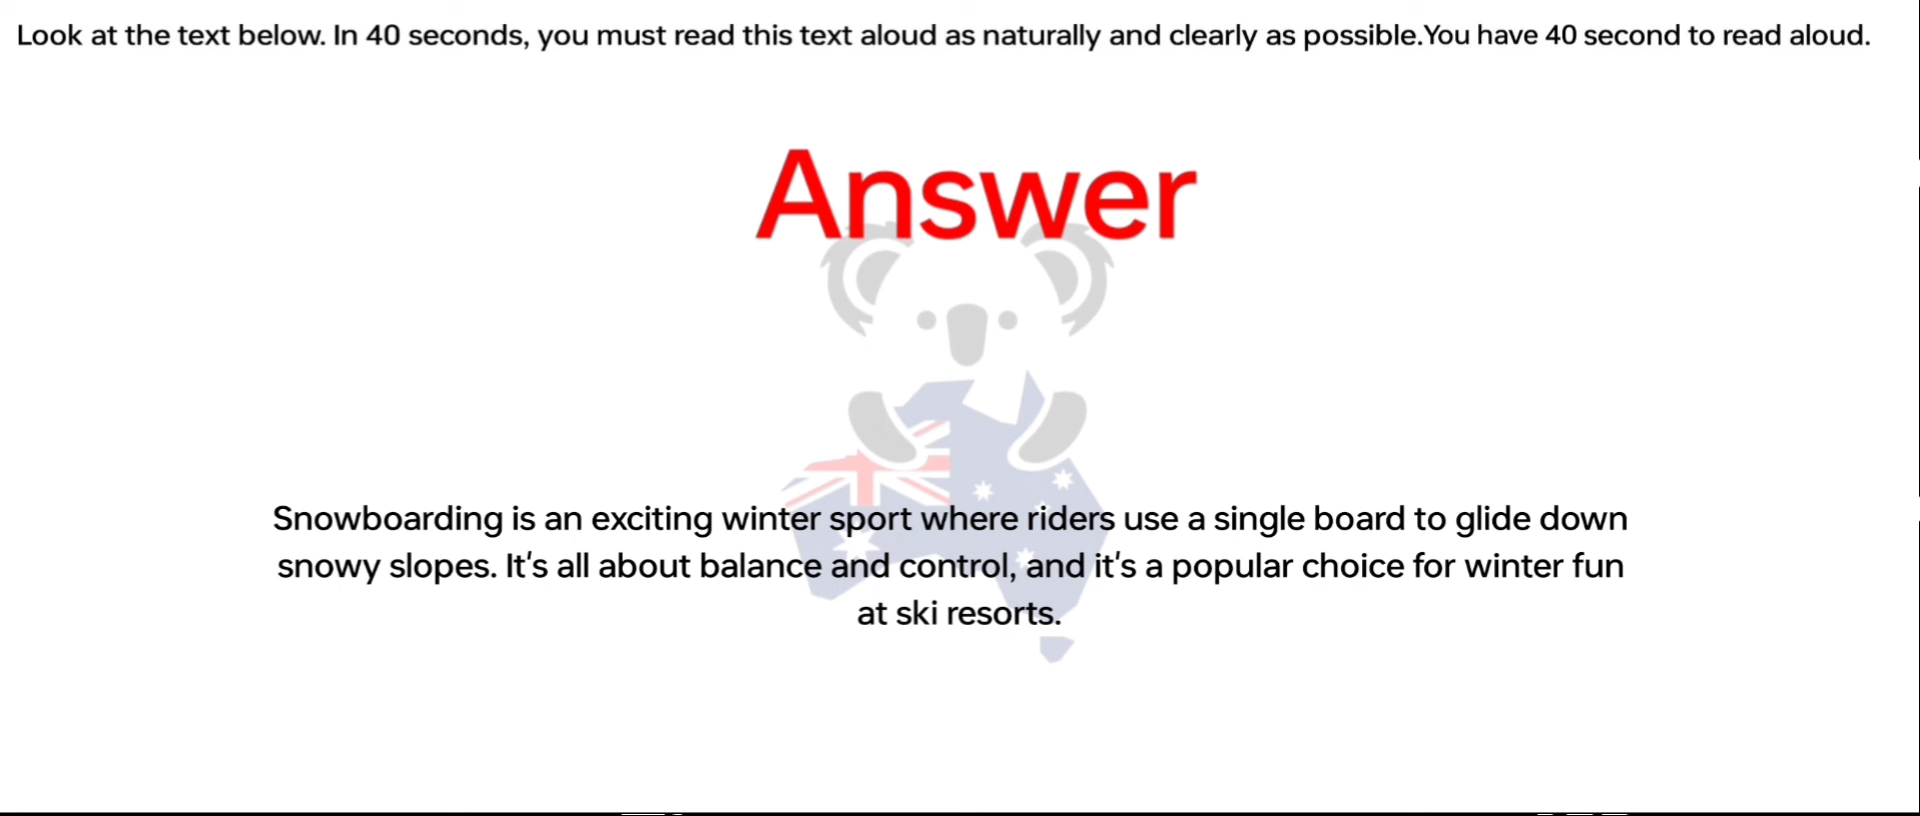 Look at the text below. In 40 seconds, you must read this text aloud as naturally and clearly as possible.You have 40 second to read aloud.
Answer
Snowboarding is an exciting winter sport where riders use a single board to glide down
snowy slopes. It's all about balance and control, and it's a popular choice for winter fun
at ski resorts.